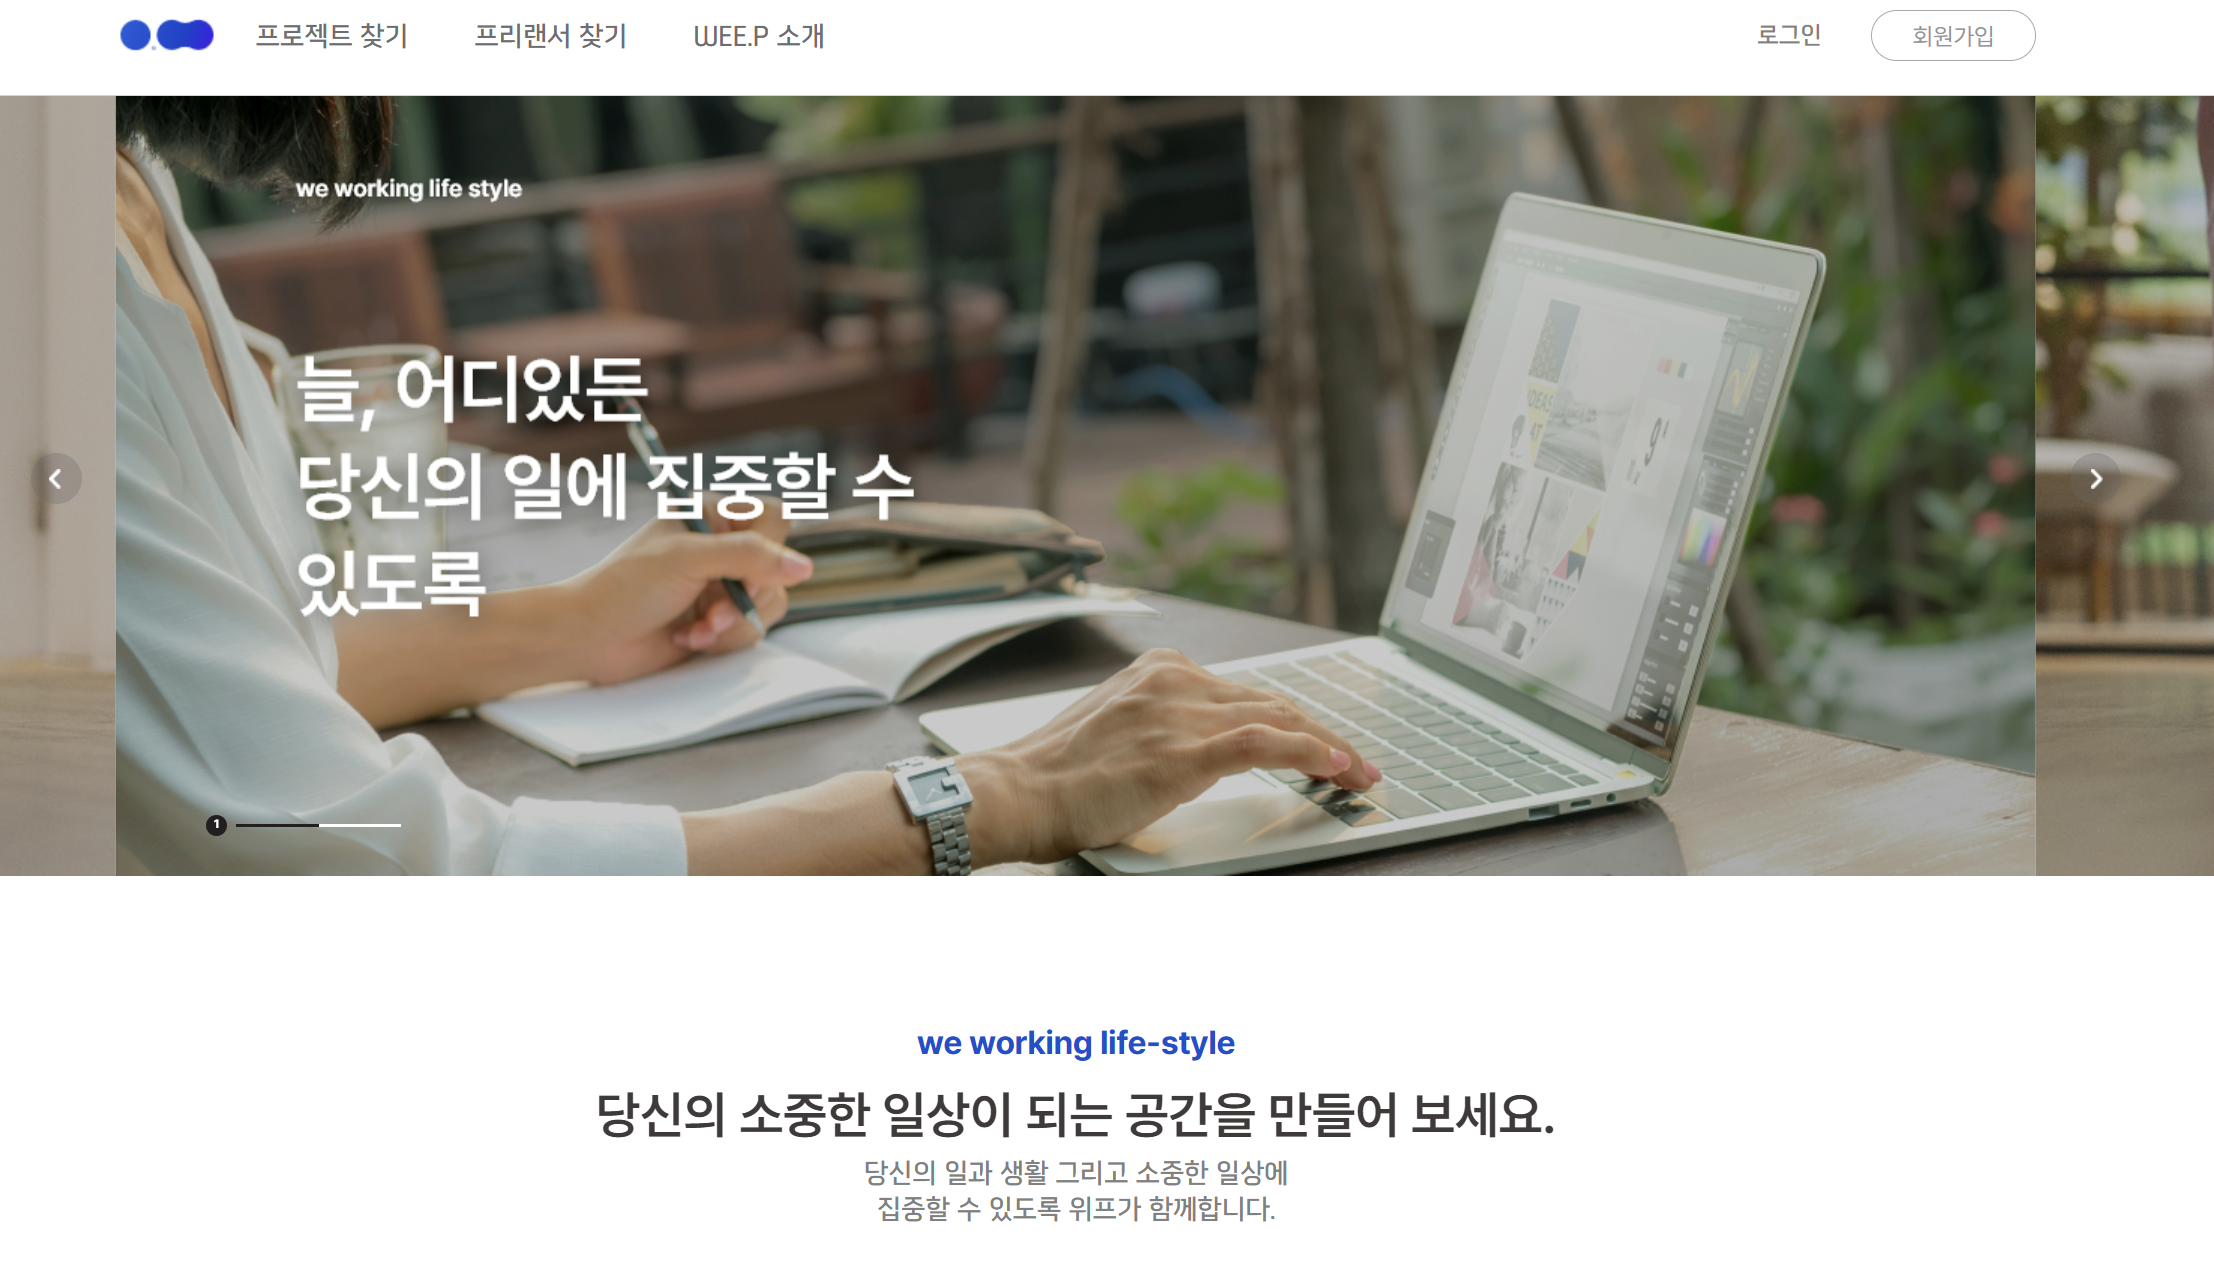 프로젝트 찾기 프리랜서 찾기 WEE.P 소개 로그인 회원가입
we working life style
늘, 어디있든
당신의 일에 집중할 수
있도록
IDEAS
1
we working life-style
당신의 소중한 일상이 되는 공간을 만들어 보세요.
당신의 일과 생활 그리고 소중한 일상에
집중할 수 있도록 위프가 함께합니다.